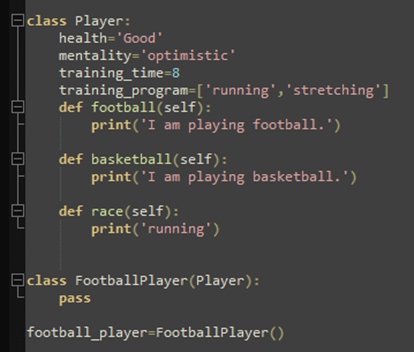 class Player:
    health='Good'
    mentality='optimistic'
    training_time=8
    training_program=['running','stretching']
    def football(self):
        print('I am playing football.')
    def basketball(self):
        print('I am playing basketball.')
    def race(self):
        print('running')
class FootballPlayer(Player):
    pass
football_player=FootballPlayer()